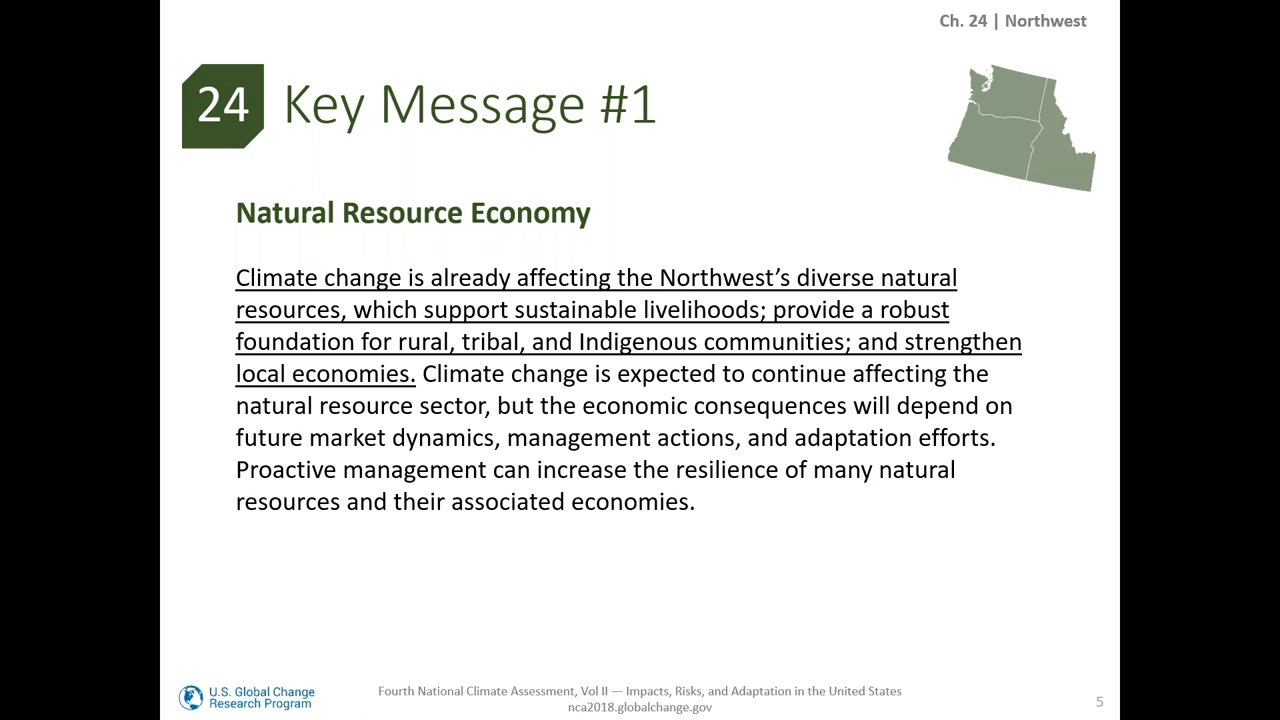 Ch. 24 | Northwest
24 Key Message #1
Natural Resource Economy
Climate change is already affecting the Northwest’s diverse natural
resources, which support sustainable livelihoods; provide a robust
foundation for rural, tribal, and Indigenous communities; and strengthen
local economies. Climate change is expected to continue affecting the
natural resource sector, but the economic consequences will depend on
future market dynamics, management actions, and adaptation efforts.
Proactive management can increase the resilience of many natural
resources and their associated economies.
U.S. Global Change
Research Program
Fourth National Climate Assessment, Vol II — Impacts, Risks, and Adaptation in the United States
nca2018.globalchange.gov
5